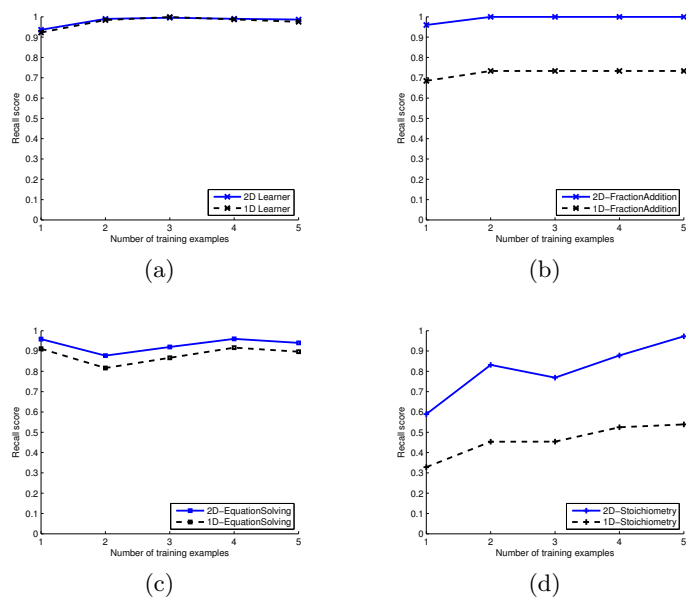 1
0.9
0.8
0.7
0.6
0.5
0.4
0.3
0.2
0.1
0
Recall score
1 2 3 4 5
Number of training examples
2D Learner
1D Learner
(a)
1
0.9
0.8
0.7
0.6
0.5
0.4
0.3
0.2
0.1
0
Recall score
1 2 3 4 5
Number of training examples
2D−FractionAddition
1D−FractionAddition
(b)
1
0.9
0.8
0.7
0.6
0.5
0.4
0.3
0.2
0.1
0
Recall score
1 2 3 4 5
Number of training examples
2D−EquationSolving
1D−EquationSolving
(c)
1
0.9
0.8
0.7
0.6
0.5
0.4
0.3
0.2
0.1
0
Recall score
1 2 3 4 5
Number of training examples
2D−Stoichiometry
1D−Stoichiometry
(d)